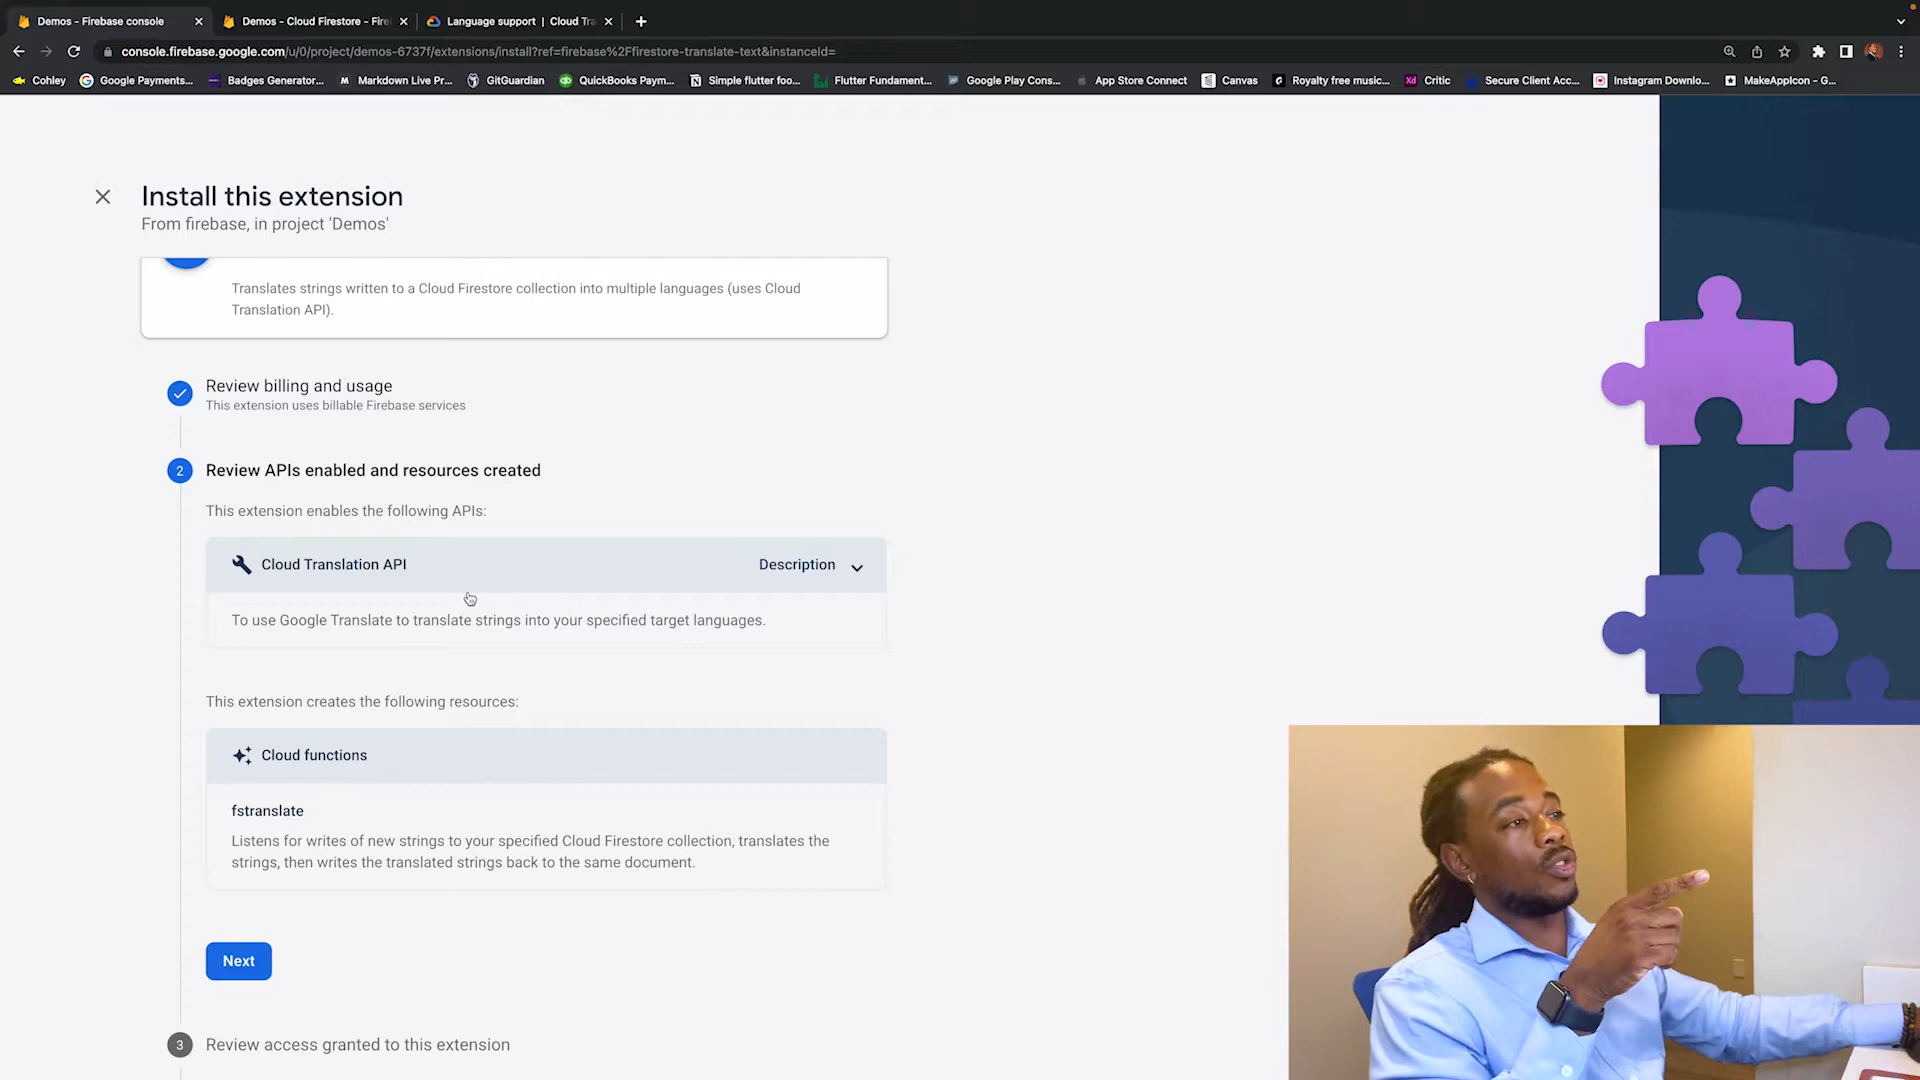 Demos - Firebase console
Demos - Cloud Firestore - Fire
Language support | Cloud Tra
console.firebase.google.com/u/0/project/demos-6737f/extensions/install?ref=firebase%2Ffirestore-translate-text&instanceId=
Cohley
Google Payments...
Badges Generator...
Markdown Live Pr...
GitGuardian
QuickBooks Paym...
Simple flutter foo...
Flutter Fundament...
Google Play Cons...
App Store Connect
Canvas
Royalty free music...
Xd Critic
Secure Client Acc...
Instagram Downlo...
MakeAppIcon - G...
Install this extension
From firebase, in project 'Demos'
Translates strings written to a Cloud Firestore collection into multiple languages (uses Cloud
Translation API).
Review billing and usage
This extension uses billable Firebase services
2 Review APIs enabled and resources created
This extension enables the following APIs:
Cloud Translation API Description
To use Google Translate to translate strings into your specified target languages.
This extension creates the following resources:
Cloud functions
fstranslate
Listens for writes of new strings to your specified Cloud Firestore collection, translates the
strings, then writes the translated strings back to the same document.
Next
3 Review access granted to this extension